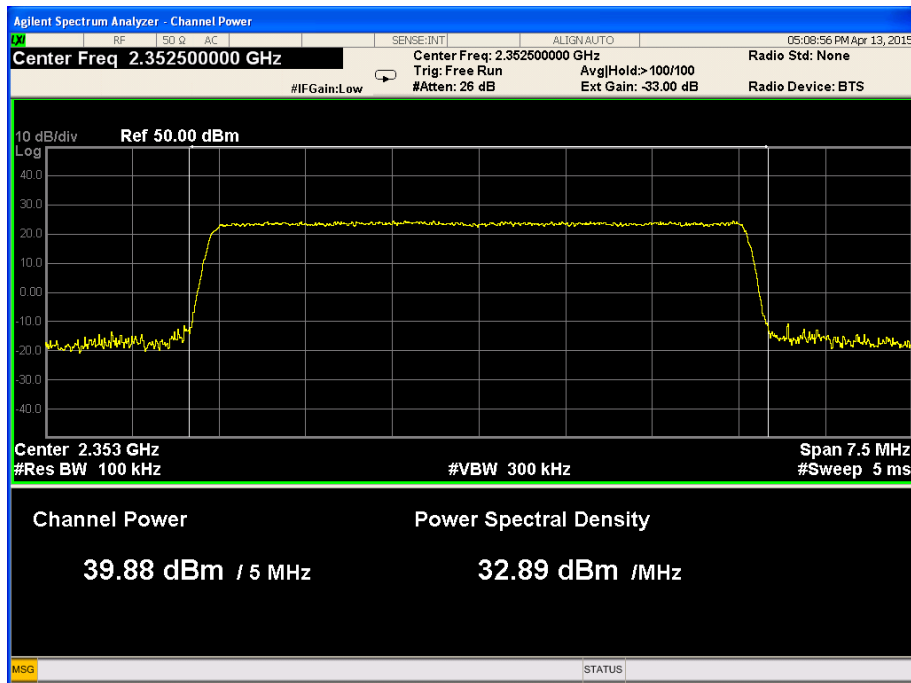 Agilent Spectrum Analyzer - Channel Power
LXI RF 50 Ω AC SENSE:INT ALIGN AUTO 05:08:56 PM Apr 13, 2015
Center Freq 2.352500000 GHz
Center Freq: 2.352500000 GHz Radio Std: None
Trig: Free Run Avg|Hold:> 100/100
#IFGain:Low #Atten: 26 dB Ext Gain: -33.00 dB Radio Device: BTS
10 dB/div Ref 50.00 dBm
Log
40.0
30.0
20.0
10.0
0.00
-10.0
-20.0
-30.0
-40.0
Center 2.353 GHz Span 7.5 MHz
#Res BW 100 kHz #VBW 300 kHz #Sweep 5 ms
Channel Power Power Spectral Density
39.88 dBm / 5 MHz 32.89 dBm /MHz
MSG STATUS